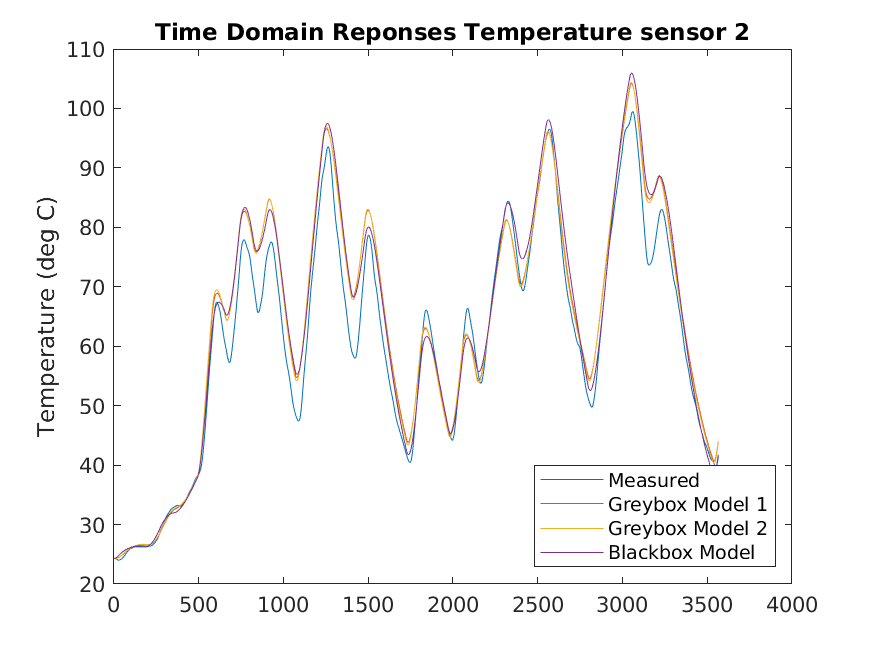 Time Domain Reponses Temperature sensor 2
Temperature (deg C)
110
100
90
80
70
60
50
40
30
20
0 500 1000 1500 2000 2500 3000 3500 4000
Measured
Greybox Model 1
Greybox Model 2
Blackbox Model